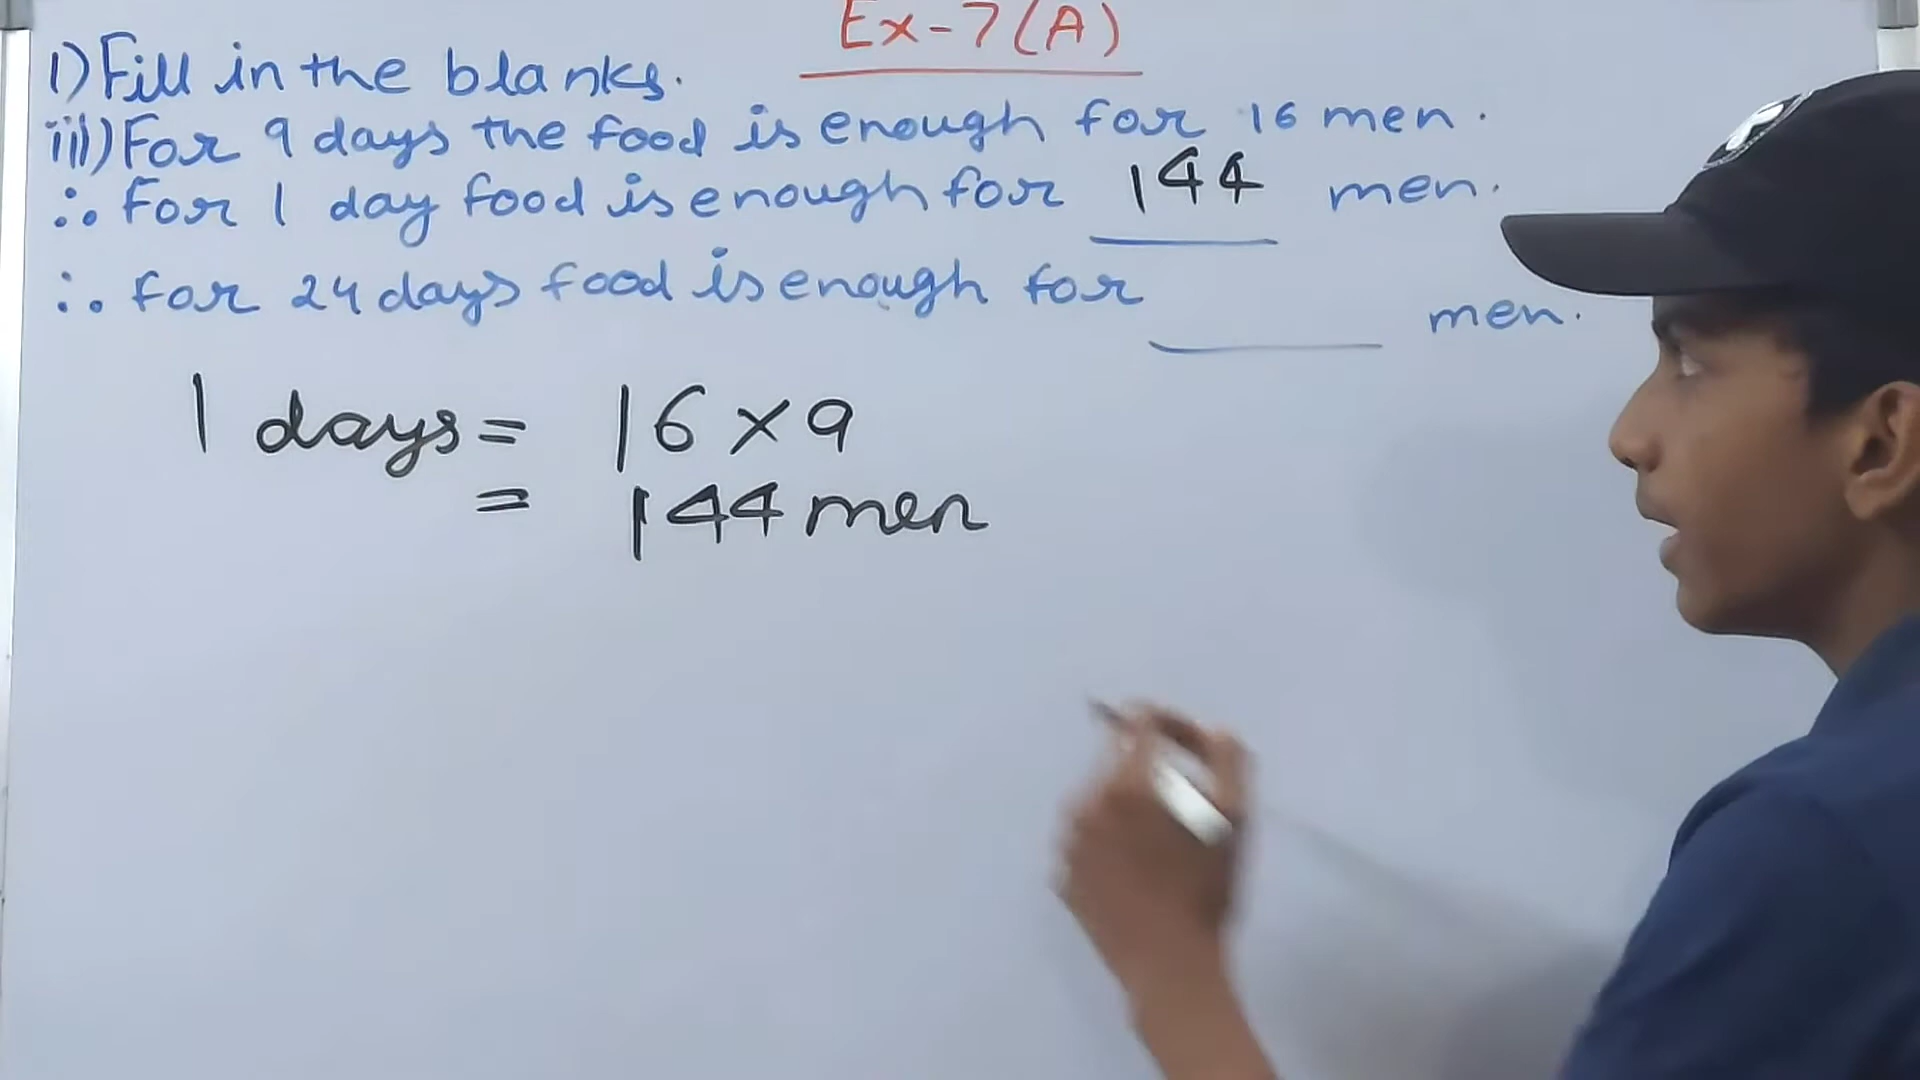 Ex-7(A)
1) Fill in the blanks.
iii) For 9 days the food is enough for 16 men.
∴ For 1 day food is enough for 144 men.
∴ for 24 days food is enough for ____ men.
1 days = 16 × 9
= 144 men